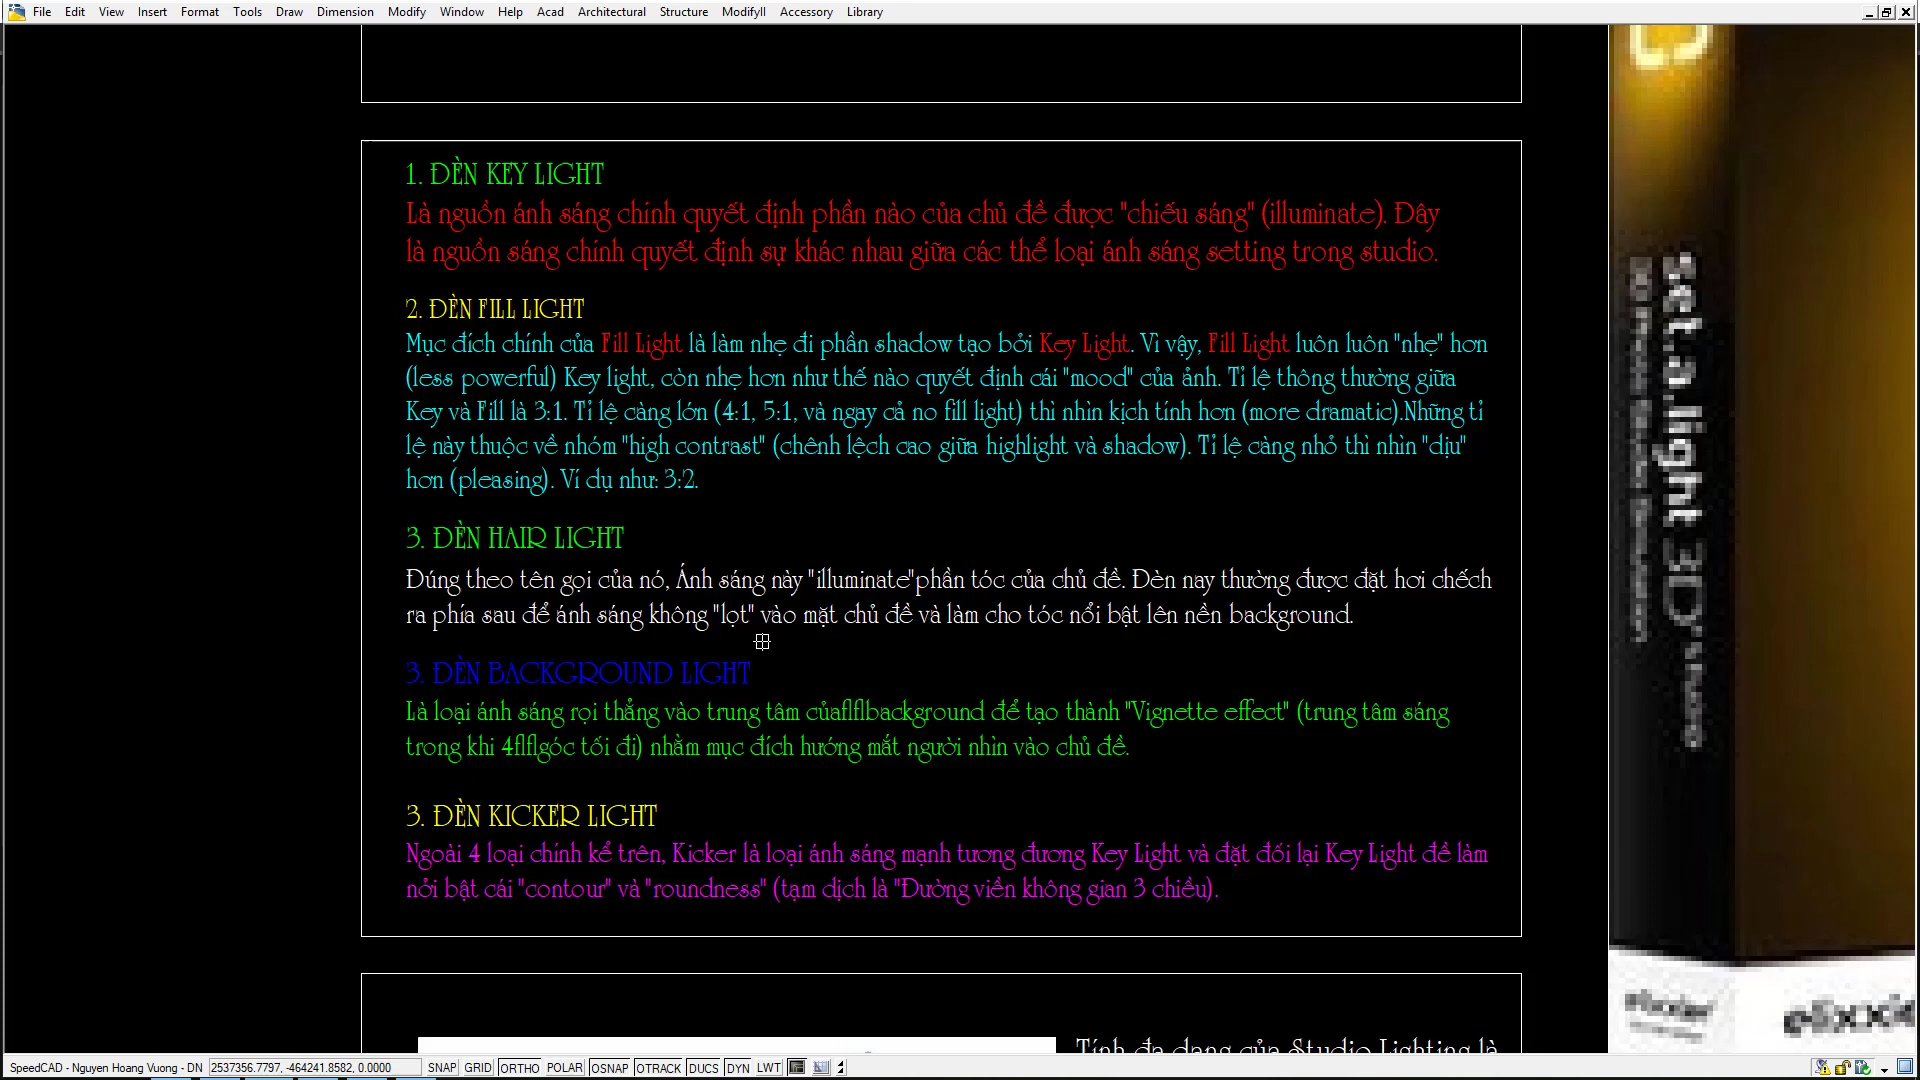 File Edit View Insert Format Tools Draw Dimension Modify Window Help Acad Architectural Structure ModifyII Accessory Library
1. ĐÈN KEY LIGHT
Là nguồn ánh sáng chính quyết định phần nào của chủ đề được "chiếu sáng" (illuminate). Đây
là nguồn sáng chính quyết định sự khác nhau giữa các thể loại ánh sáng setting trong studio.
2. ĐÈN FILL LIGHT
Mục đích chính của Fill Light là làm nhẹ đi phần shadow tạo bởi Key Light. Vì vậy, Fill Light luôn luôn "nhẹ" hơn
(less powerful) Key light, còn nhẹ hơn như thế nào quyết định cái "mood" của ảnh. Tỉ lệ thông thường giữa
Key và Fill là 3:1. Tỉ lệ càng lớn (4:1, 5:1, và ngay cả no fill light) thì nhìn kịch tính hơn (more dramatic).Những tỉ
lệ này thuộc về nhóm "high contrast" (chênh lệch cao giữa highlight và shadow). Tỉ lệ càng nhỏ thì nhìn "dịu"
hơn (pleasing). Ví dụ như: 3:2.
3. ĐÈN HAIR LIGHT
Đúng theo tên gọi của nó, Ánh sáng này "illuminate"phần tóc của chủ đề. Đèn nay thường được đặt hơi chếch
ra phía sau để ánh sáng không "lọt" vào mặt chủ đề và làm cho tóc nổi bật lên nền background.
3. ĐÈN BACKGROUND LIGHT
Là loại ánh sáng rọi thẳng vào trung tâm củaflflbackground để tạo thành "Vignette effect" (trung tâm sáng
trong khi 4flflgóc tối đi) nhằm mục đích hướng mắt người nhìn vào chủ đề.
3. ĐÈN KICKER LIGHT
Ngoài 4 loại chính kể trên, Kicker là loại ánh sáng mạnh tương đương Key Light và đặt đối lại Key Light đề làm
nỏi bật cái "contour" và "roundness" (tạm dịch là "Đường viền không gian 3 chiều).
Tính đa dạng của Studio Lighting là
set.a.light 3D
elixxier
SpeedCAD - Nguyen Hoang Vuong - DN 2537356.7797, -464241.8582, 0.0000 SNAP GRID ORTHO POLAR OSNAP OTRACK DUCS DYN LWT